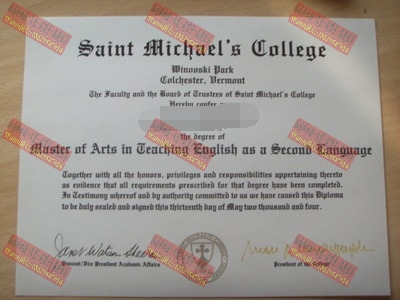 Saint Michael's College
Winooski Park
Colchester, Vermont
The Faculty and the Board of Trustees of Saint Michael's College
Hereby confer
the degree of
Master of Arts in Teaching English as a Second Language
Together with all the honors, privileges and responsibilities appertaining thereto
as evidence that all requirements prescribed for that degree have been completed.
In Testimony whereof and by authority committed to us we have caused this Diploma
to be duly sealed and signed this thirteenth day of May two thousand and four.
Provost/Vice President Academic Affairs
President of the College